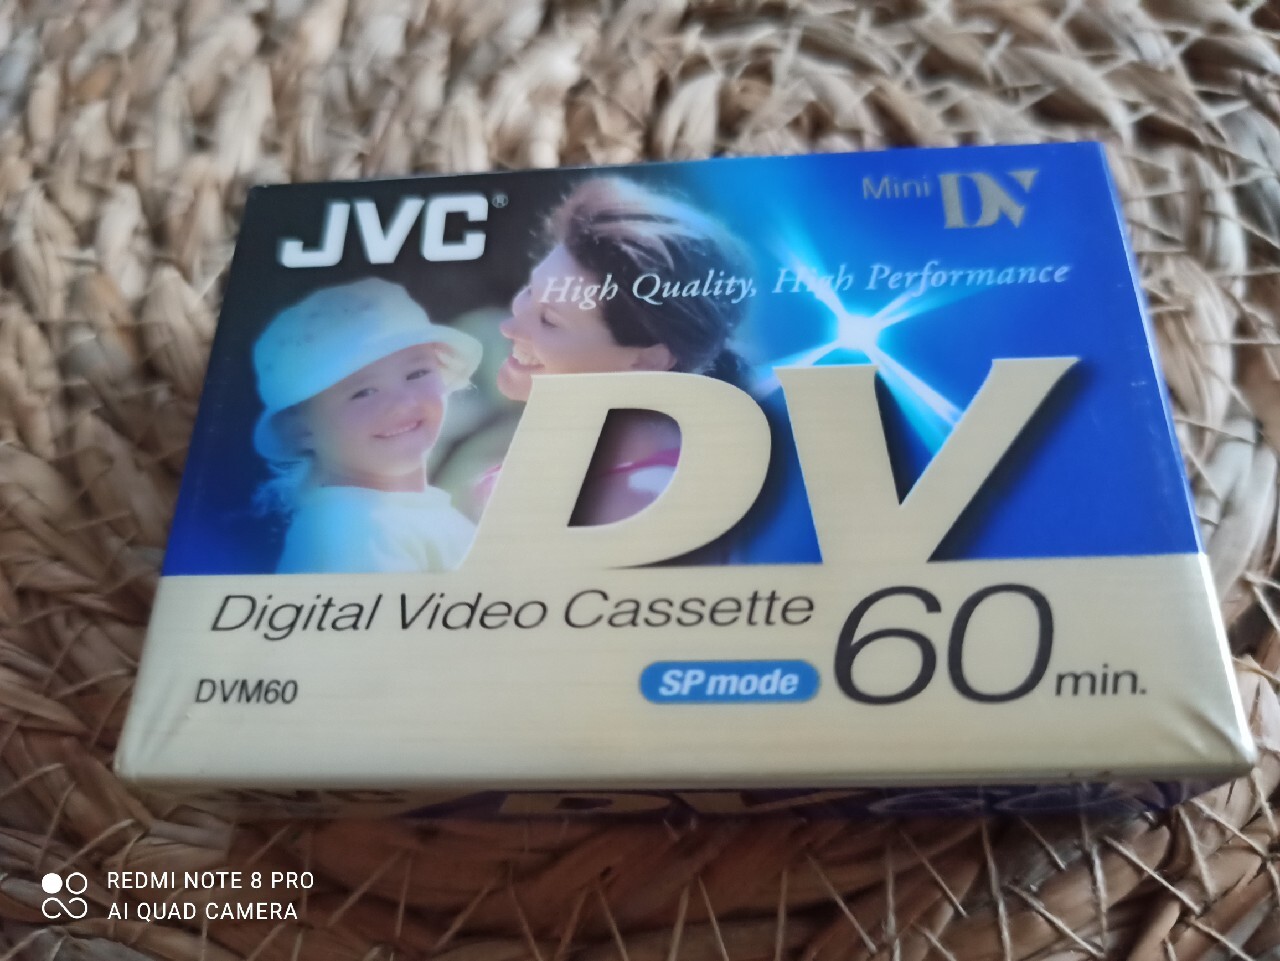 JVC®
Mini DV
High Quality, High Performance
DV
Digital Video Cassette
60 min.
DVM60
SP mode
REDMI NOTE 8 PRO
AI QUAD CAMERA